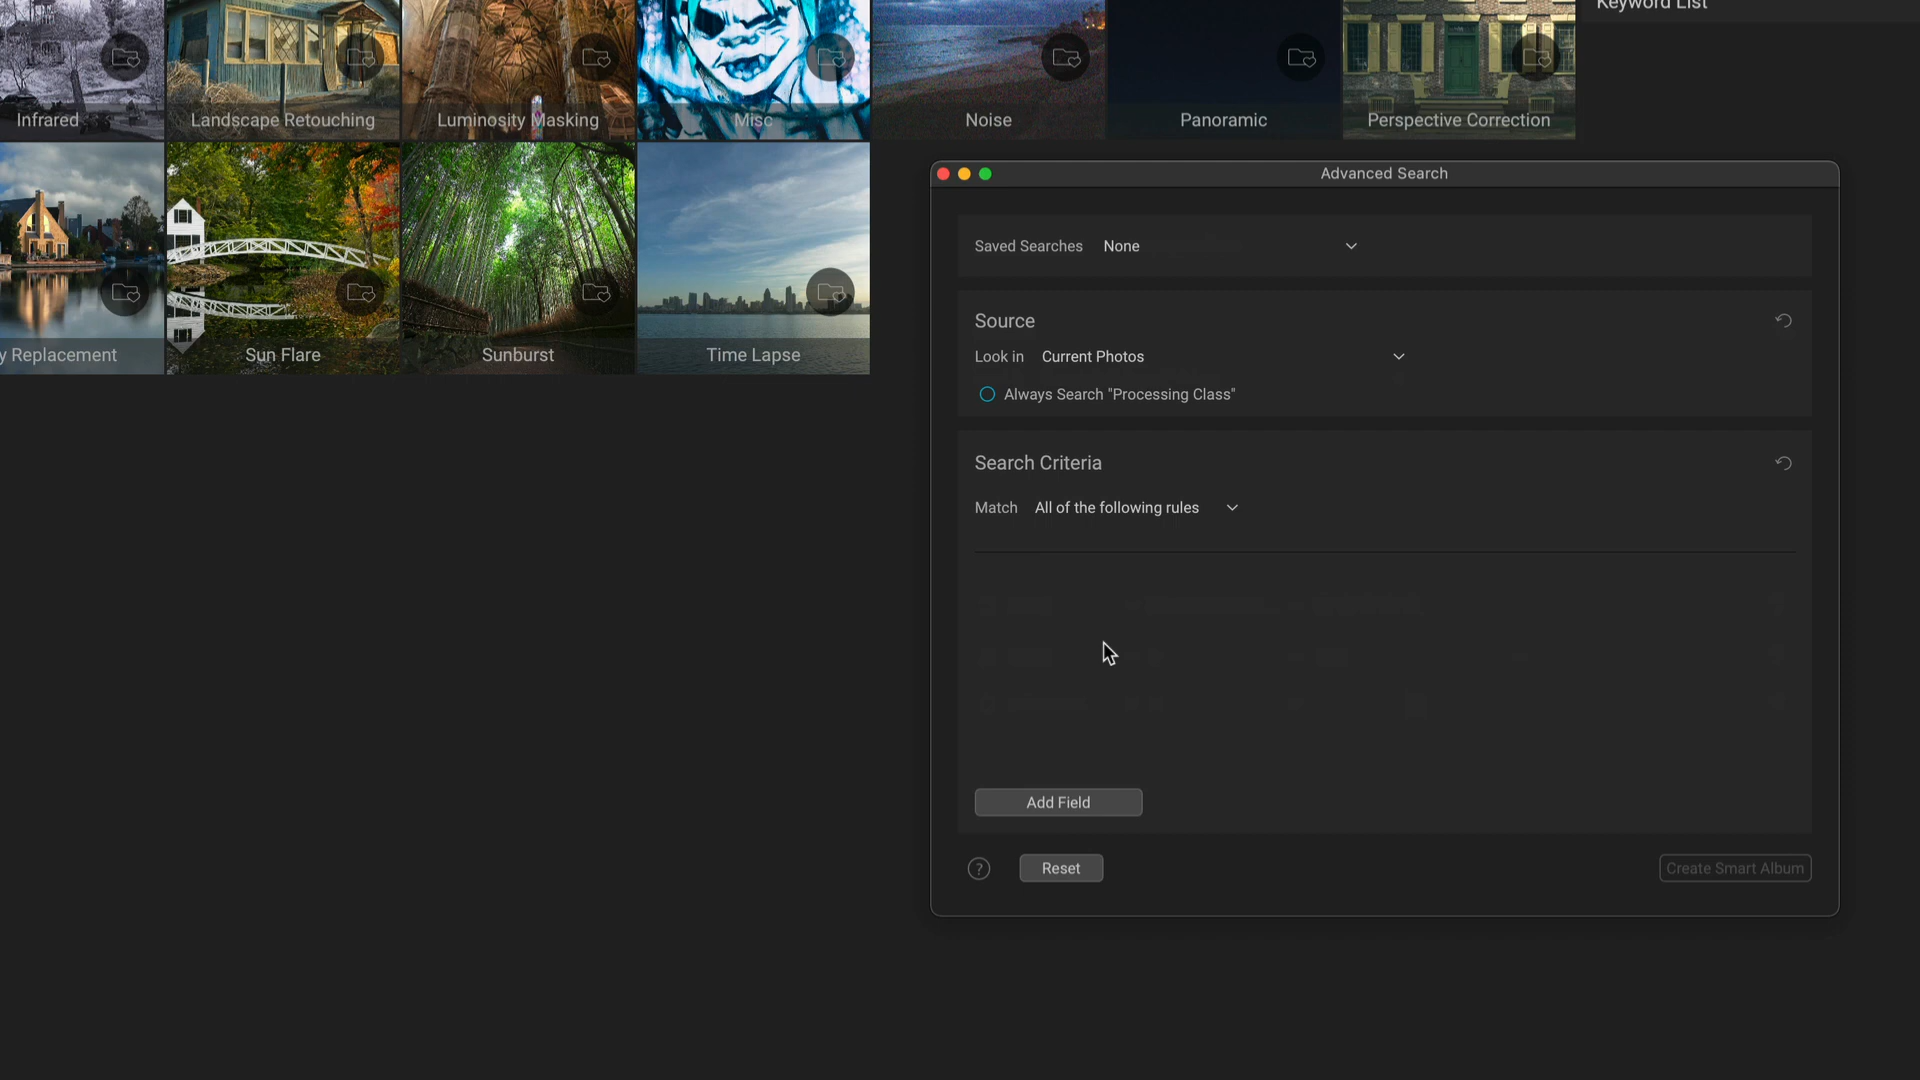 Keyword List
Infrared
Landscape Retouching
Luminosity Masking
Misc
Noise
Panoramic
Perspective Correction
y Replacement
Sun Flare
Sunburst
Time Lapse
Advanced Search
Saved Searches None
Source
Look in Current Photos
Always Search "Processing Class"
Search Criteria
Match All of the following rules
Add Field
?
Reset
Create Smart Album